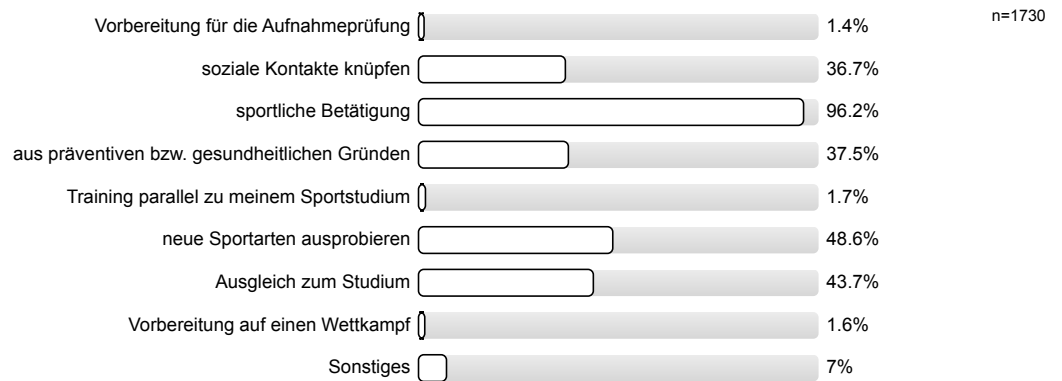 n=1730
Vorbereitung für die Aufnahmeprüfung 1.4%
soziale Kontakte knüpfen 36.7%
sportliche Betätigung 96.2%
aus präventiven bzw. gesundheitlichen Gründen 37.5%
Training parallel zu meinem Sportstudium 1.7%
neue Sportarten ausprobieren 48.6%
Ausgleich zum Studium 43.7%
Vorbereitung auf einen Wettkampf 1.6%
Sonstiges 7%